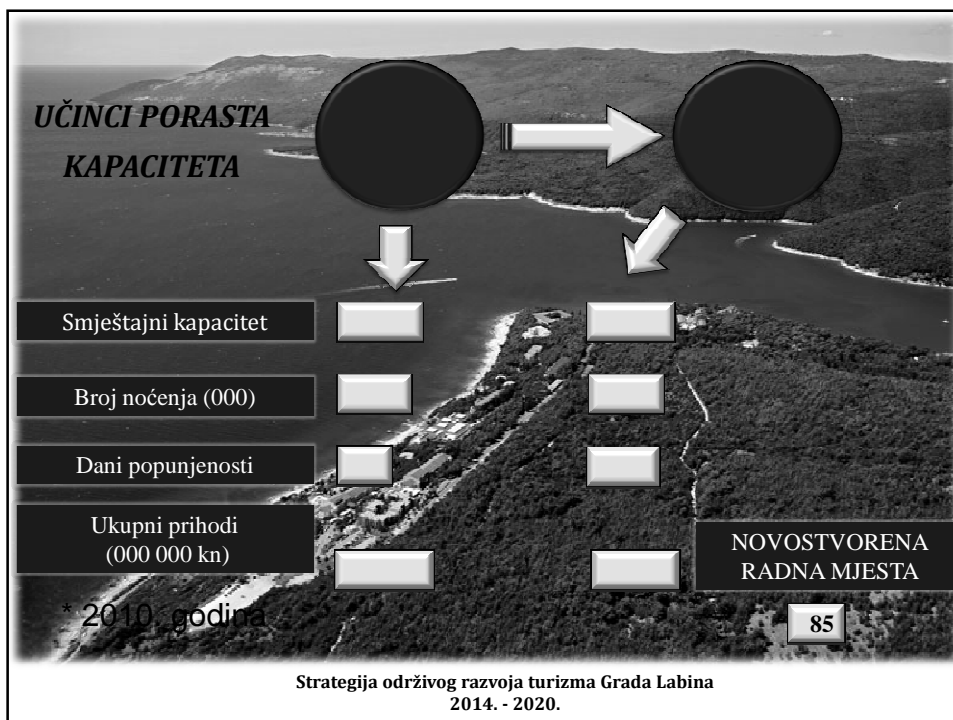 UČINCI PORASTA
KAPACITETA
Smještajni kapacitet
Broj noćenja (000)
Dani popunjenosti
Ukupni prihodi
(000 000 kn)
NOVOSTVORENA
RADNA MJESTA
* 2010. godina
85
Strategija održivog razvoja turizma Grada Labina
2014. - 2020.